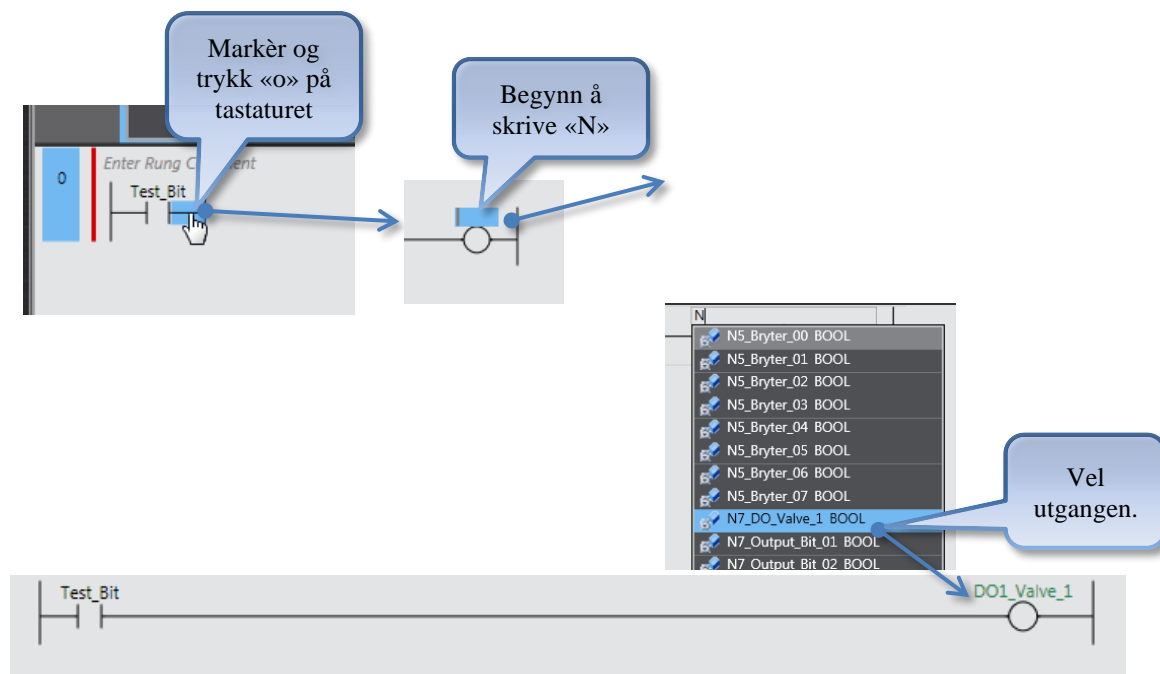 Markèr og
trykk «o» på
tastaturet
Begynn å
skrive «N»
0
Enter Rung C ent
Test_Bit
N
N5_Bryter_00 BOOL
N5_Bryter_01 BOOL
N5_Bryter_02 BOOL
N5_Bryter_03 BOOL
N5_Bryter_04 BOOL
N5_Bryter_05 BOOL
N5_Bryter_06 BOOL
N5_Bryter_07 BOOL
N7_DO_Valve_1 BOOL
N7_Output_Bit_01 BOOL
N7_Output_Bit_02 BOOL
Vel
utgangen.
Test_Bit
DO1_Valve_1